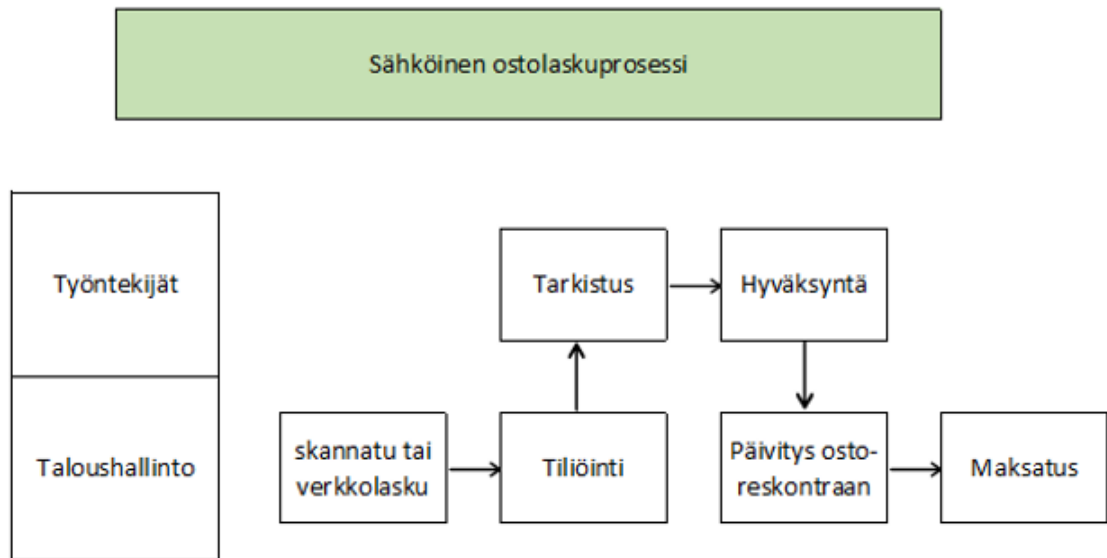 Sähköinen ostolaskuprosessi
Työntekijät
Tarkistus
Hyväksyntä
Taloushallinto
skannatu tai
verkkolasku
Tiliöinti
Päivitys osto-
reskontraan
Maksatus